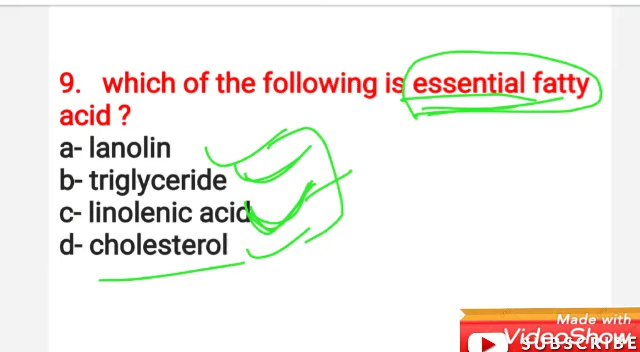 9. which of the following is essential fatty
acid ?
a- lanolin
b- triglyceride
c- linolenic acid
d- cholesterol
Made with
VideoShow
SUBSCRIBE